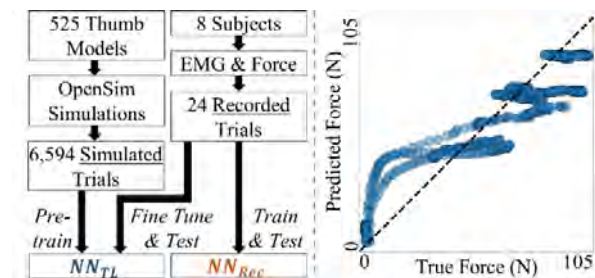 525 Thumb
Models
OpenSim
Simulations
6,594 Simulated
Trials
8 Subjects
EMG & Force
24 Recorded
Trials
Pre-
train
Fine Tune
& Test
Train
& Test
NN_TL
NN_Rec
105
Predicted Force (N)
0
0
True Force (N)
105